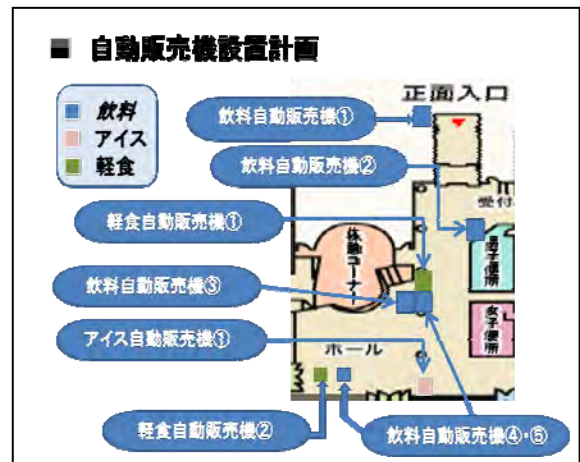 ■ 自動販売機設置計画
飲料
アイス
軽食
正面入口
飲料自動販売機①
飲料自動販売機②
受付
軽食自動販売機①
男子便所
休憩コーナー
飲料自動販売機③
女子便所
アイス自動販売機①
ホール
軽食自動販売機②
飲料自動販売機④・⑤